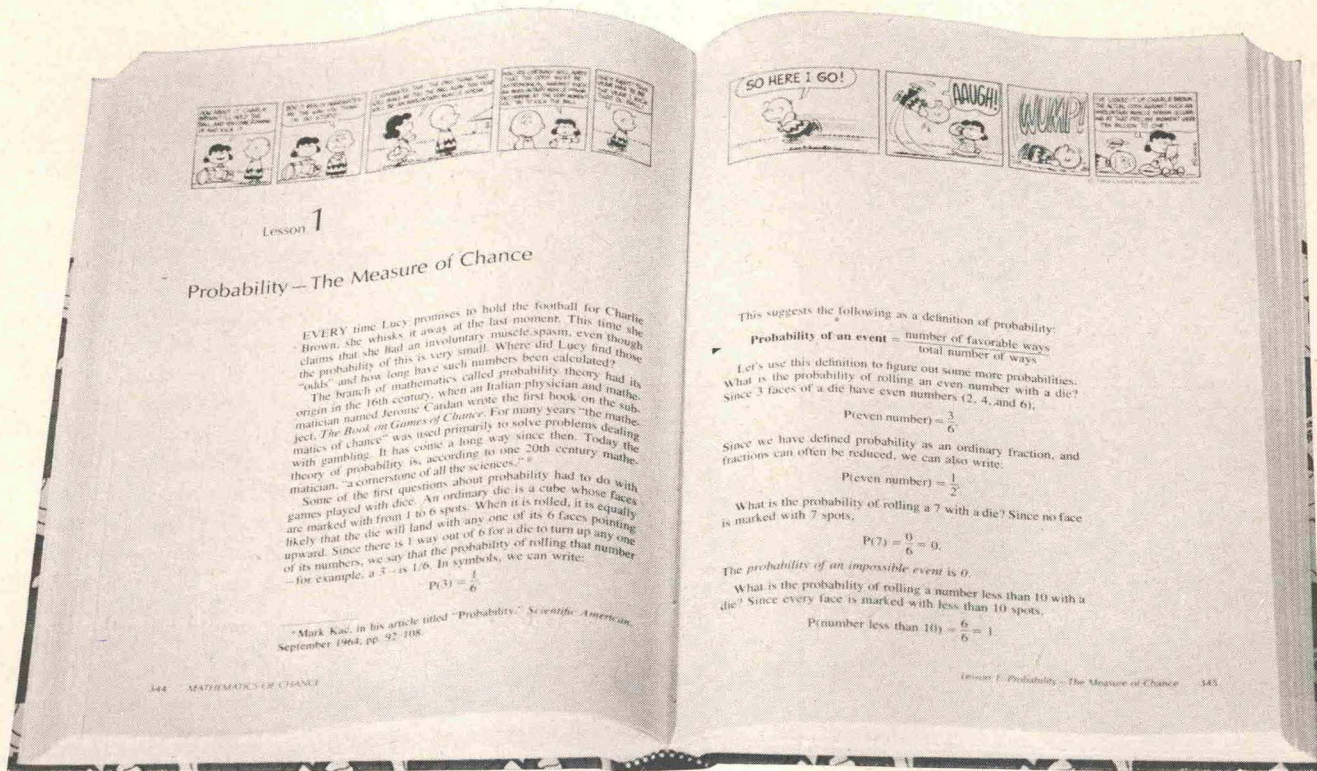 SO HERE I GO!
AAUGH!
WUMP!
Lesson 1
Probability — The Measure of Chance
EVERY time Lucy promises to hold the football for Charlie
Brown, she whisks it away at the last moment. This time she
claims that she had an involuntary muscle spasm, even though
the probability of this is very small. Where did Lucy find those
"odds" and how long have such numbers been calculated?
The branch of mathematics called probability theory had its
origin in the 16th century, when an Italian physician and mathe-
matician named Jerome Cardan wrote the first book on the sub-
ject, The Book on Games of Chance. For many years "the mathe-
matics of chance" was used primarily to solve problems dealing
with gambling. It has come a long way since then. Today the
theory of probability is, according to one 20th century mathe-
matician, "a cornerstone of all the sciences."*
Some of the first questions about probability had to do with
games played with dice. An ordinary die is a cube whose faces
are marked with from 1 to 6 spots. When it is rolled, it is equally
likely that the die will land with any one of its 6 faces pointing
upward. Since there is 1 way out of 6 for a die to turn up any one
of its numbers, we say that the probability of rolling that number
—for example, a 3—is 1/6. In symbols, we can write:
P(3) = 1/6
*Mark Kac, in his article titled "Probability," Scientific American,
September 1964, pp. 92-108.
344 MATHEMATICS OF CHANCE
This suggests the following as a definition of probability:
Probability of an event = number of favorable ways / total number of ways
Let's use this definition to figure out some more probabilities.
What is the probability of rolling an even number with a die?
Since 3 faces of a die have even numbers (2, 4, and 6),
P(even number) = 3/6.
Since we have defined probability as an ordinary fraction, and
fractions can often be reduced, we can also write:
P(even number) = 1/2.
What is the probability of rolling a 7 with a die? Since no face
is marked with 7 spots,
P(7) = 0/6 = 0.
The probability of an impossible event is 0.
What is the probability of rolling a number less than 10 with a
die? Since every face is marked with less than 10 spots,
P(number less than 10) = 6/6 = 1
Lesson 1: Probability—The Measure of Chance 345